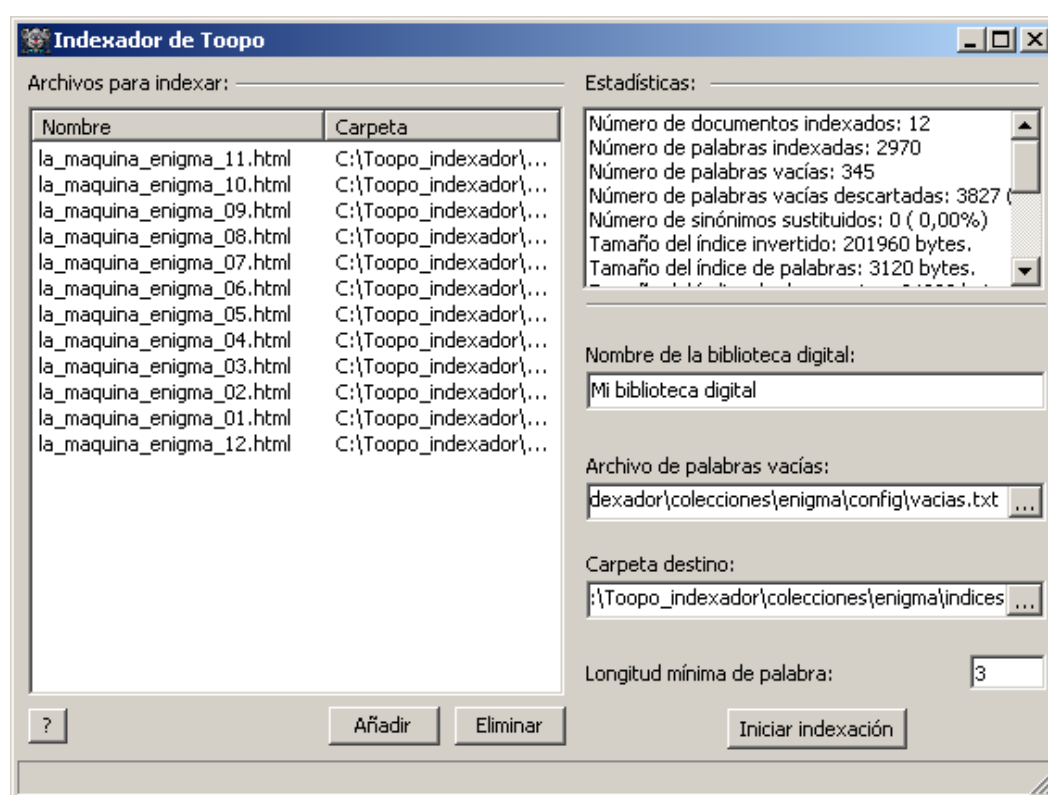 Indexador de Toopo
Archivos para indexar:
Nombre Carpeta
la_maquina_enigma_11.html C:\Toopo_indexador\...
la_maquina_enigma_10.html C:\Toopo_indexador\...
la_maquina_enigma_09.html C:\Toopo_indexador\...
la_maquina_enigma_08.html C:\Toopo_indexador\...
la_maquina_enigma_07.html C:\Toopo_indexador\...
la_maquina_enigma_06.html C:\Toopo_indexador\...
la_maquina_enigma_05.html C:\Toopo_indexador\...
la_maquina_enigma_04.html C:\Toopo_indexador\...
la_maquina_enigma_03.html C:\Toopo_indexador\...
la_maquina_enigma_02.html C:\Toopo_indexador\...
la_maquina_enigma_01.html C:\Toopo_indexador\...
la_maquina_enigma_12.html C:\Toopo_indexador\...
? Añadir Eliminar
Estadísticas:
Número de documentos indexados: 12
Número de palabras indexadas: 2970
Número de palabras vacías: 345
Número de palabras vacías descartadas: 3827 (
Número de sinónimos sustituidos: 0 ( 0,00%)
Tamaño del índice invertido: 201960 bytes.
Tamaño del índice de palabras: 3120 bytes.
Nombre de la biblioteca digital:
Mi biblioteca digital
Archivo de palabras vacías:
dexador\colecciones\enigma\config\vacias.txt ...
Carpeta destino:
:\Toopo_indexador\colecciones\enigma\indices ...
Longitud mínima de palabra: 3
Iniciar indexación